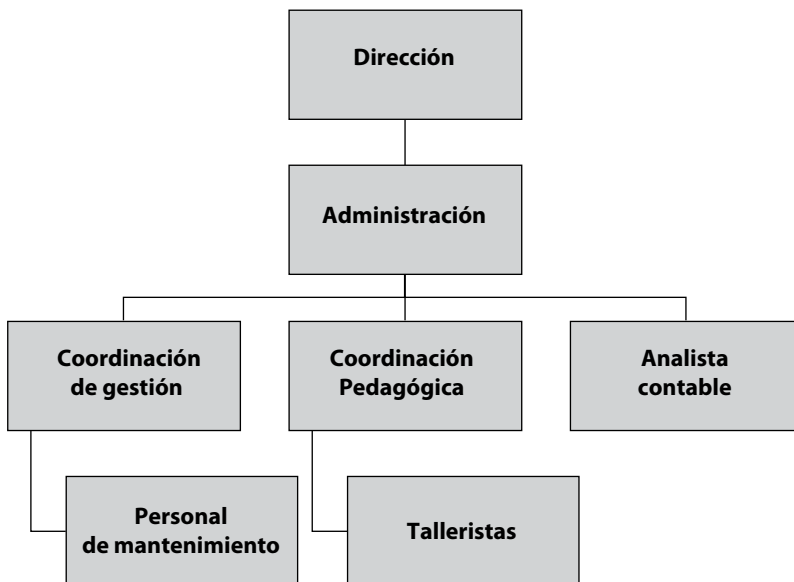 Dirección
Administración
Coordinación
de gestión
Coordinación
Pedagógica
Analista
contable
Personal
de mantenimiento
Talleristas